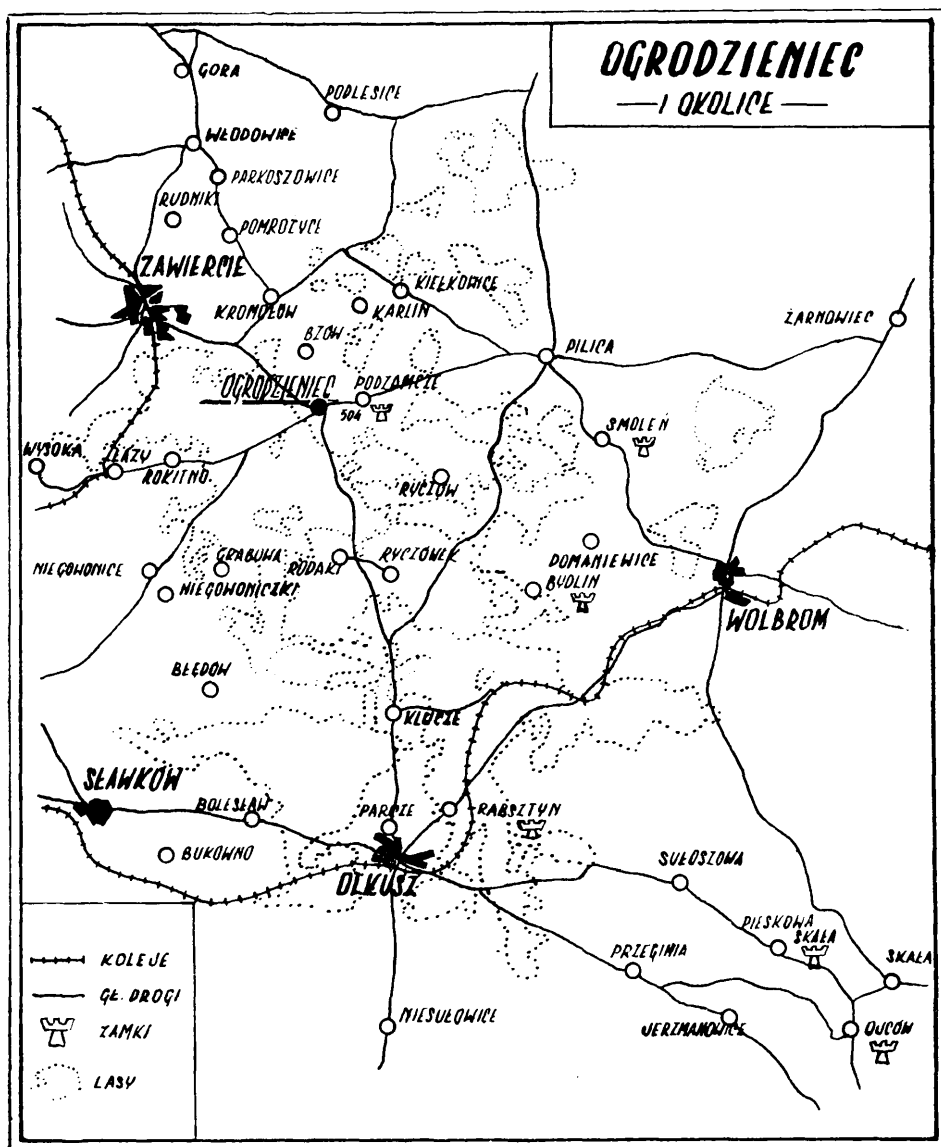 OGRODZIENIEC
— I OKOLICE —
GORA
PODLESICE
WŁODOWICE
PARKOSZOWICE
RUDNIKI
POMROŻYCE
ZAWIERCIE
KIEŁKOWICE
KROMOŁÓW
KARLIN
ŻARNOWIEC
BZÓW
PILICA
OGRODZIENIEC
PODZAMCZE
504
SMOLEŃ
WYSOKA
ŁAZY
ROKITNO
RYCZÓW
NIEGOWONICE
GRABOWA
RODAKI
RYCZÓWEK
DOMANIEWICE
NIEGOWONICZKI
BYDLIN
WOLBROM
BŁĘDÓW
KLUCZE
SŁAWKÓW
BOLESŁAW
PARCZE
RABSZTYN
BUKOWNO
OLKUSZ
SUŁOSZOWA
PIESKOWA
SKAŁA
SKAŁA
PRZEGINIA
NIESUŁOWICE
JERZMANOWICE
OJCÓW
KOLEJE
GŁ. DROGI
ZAMKI
LASY